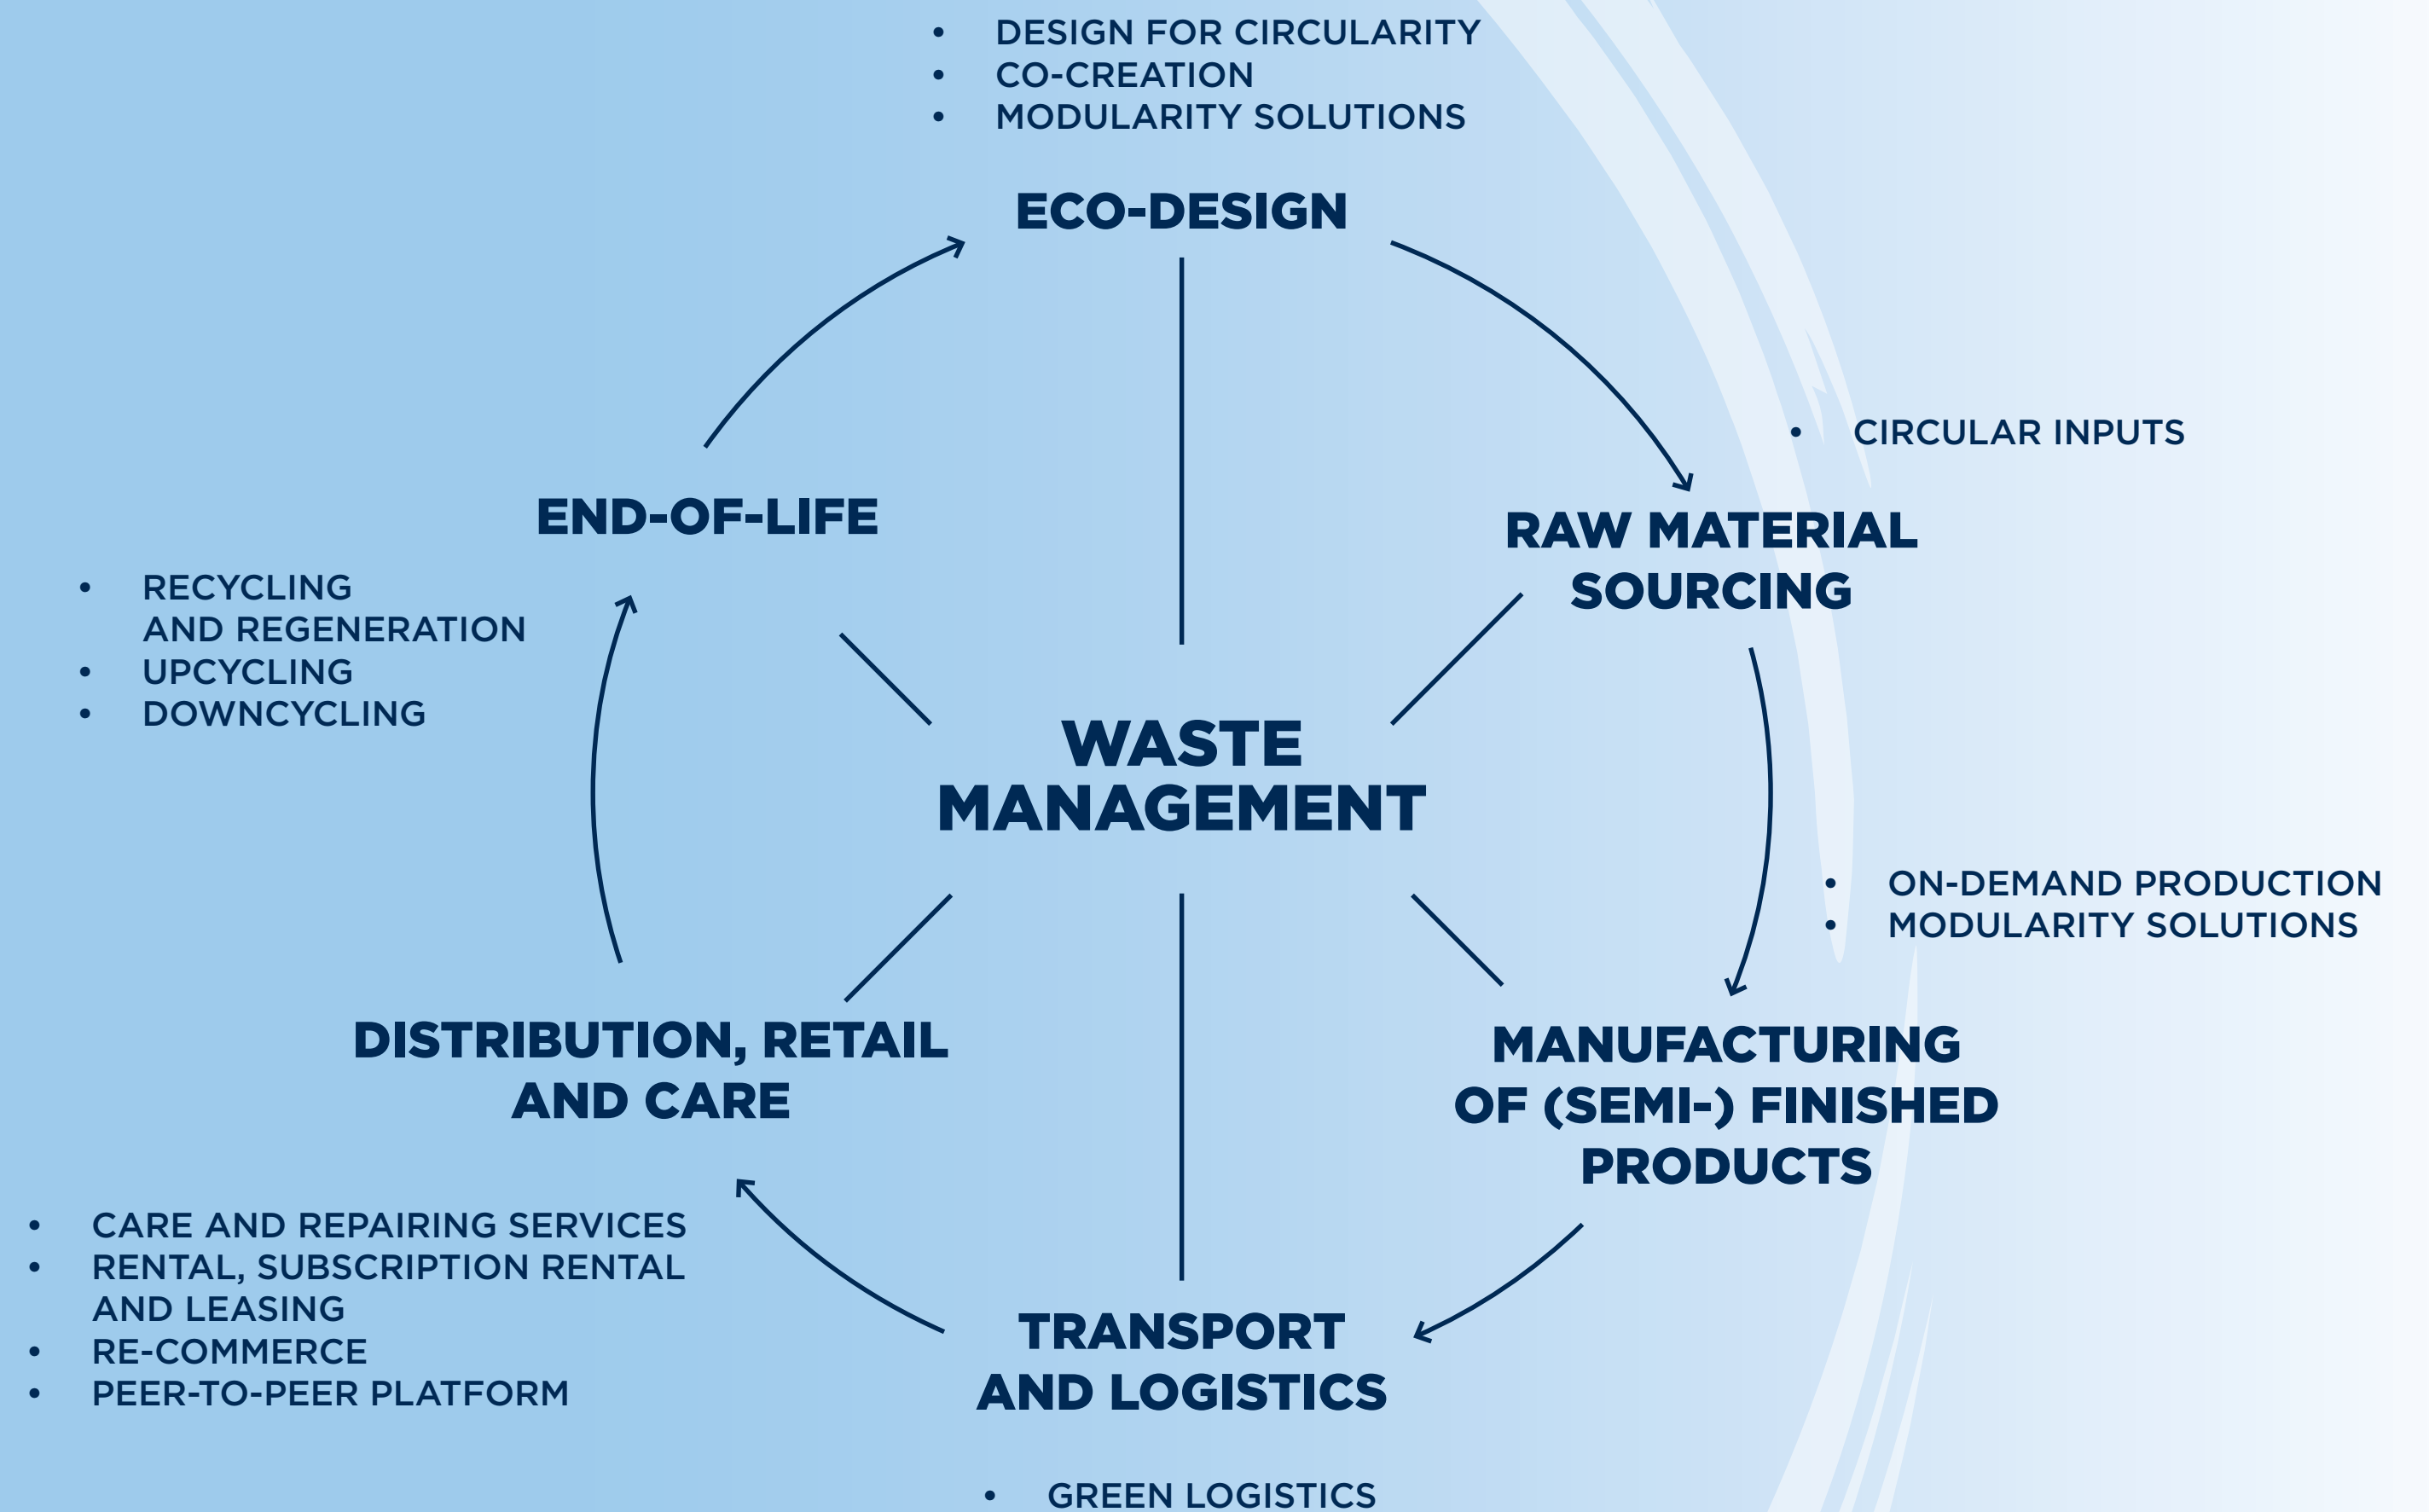 • DESIGN FOR CIRCULARITY
• CO-CREATION
• MODULARITY SOLUTIONS
ECO-DESIGN
• CIRCULAR INPUTS
RAW MATERIAL
SOURCING
• ON-DEMAND PRODUCTION
• MODULARITY SOLUTIONS
MANUFACTURING
OF (SEMI-) FINISHED
PRODUCTS
TRANSPORT
AND LOGISTICS
• GREEN LOGISTICS
DISTRIBUTION, RETAIL
AND CARE
• CARE AND REPAIRING SERVICES
• RENTAL, SUBSCRIPTION RENTAL
AND LEASING
• RE-COMMERCE
• PEER-TO-PEER PLATFORM
END-OF-LIFE
• RECYCLING
AND REGENERATION
• UPCYCLING
• DOWNCYCLING
WASTE
MANAGEMENT